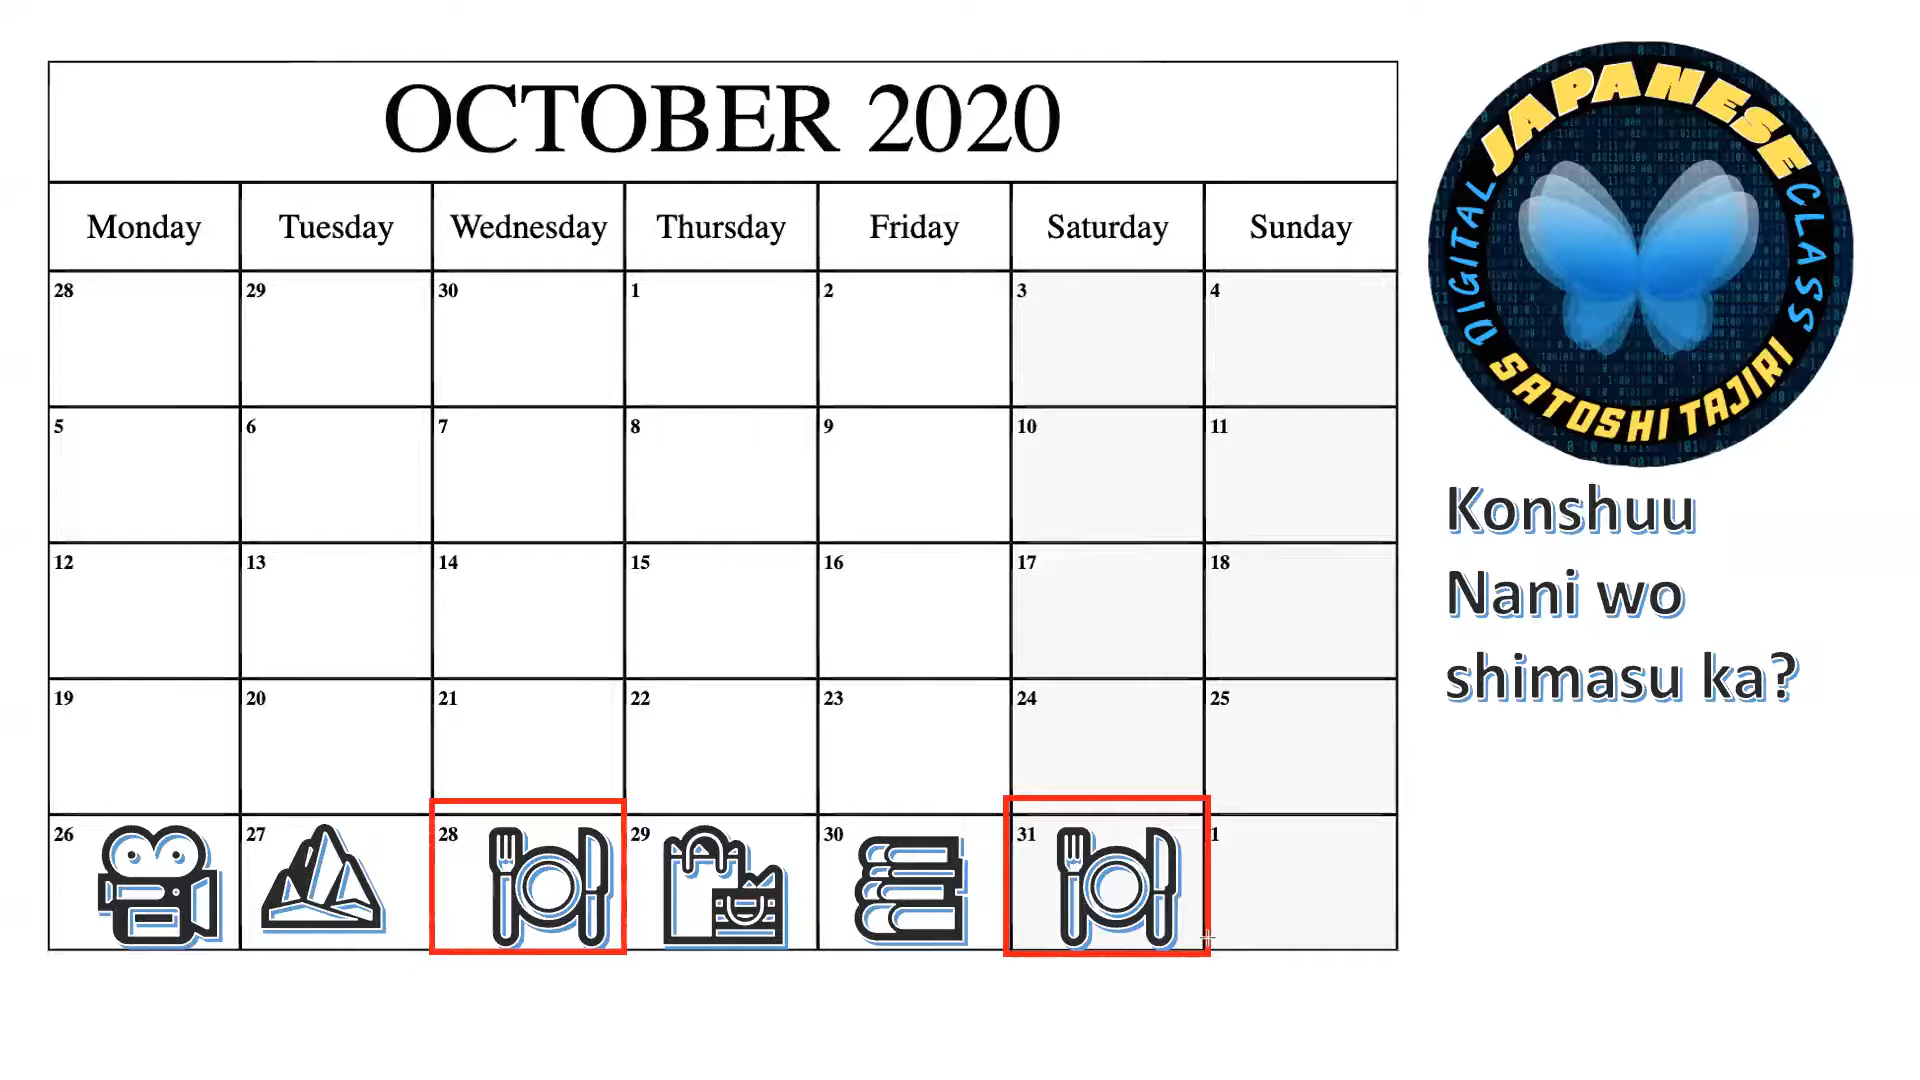 OCTOBER 2020
Monday Tuesday Wednesday Thursday Friday Saturday Sunday
28 29 30 1 2 3 4
5 6 7 8 9 10 11
12 13 14 15 16 17 18
19 20 21 22 23 24 25
26 27 28 29 30 31 1
DIGITAL JAPANESE CLASS
SATOSHI TAJIRI
Konshuu
Nani wo
shimasu ka?